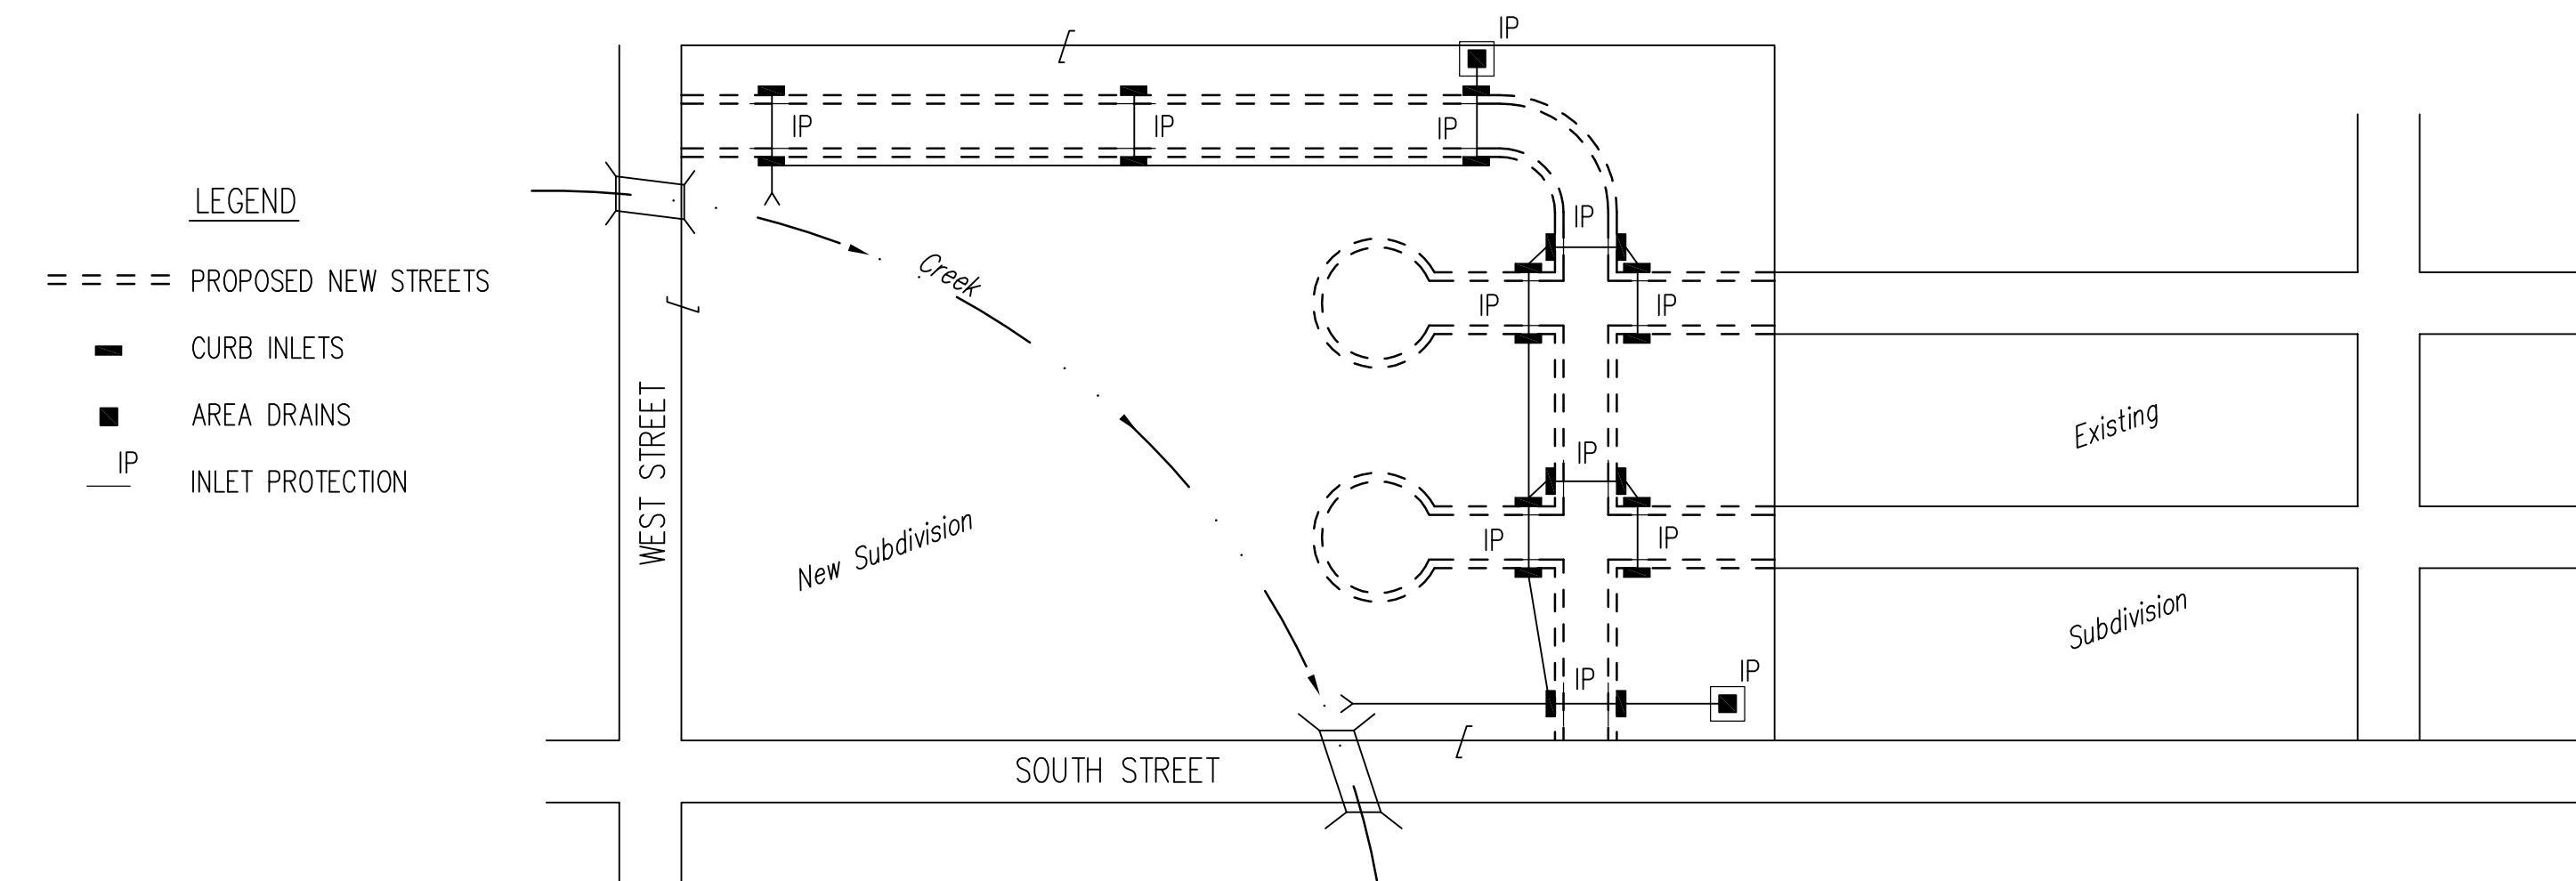 LEGEND
PROPOSED NEW STREETS
CURB INLETS
AREA DRAINS
IP
INLET PROTECTION
WEST STREET
SOUTH STREET
Creek
New Subdivision
Existing
Subdivision
IP
IP
IP
IP
IP
IP
IP
IP
IP
IP
IP
IP